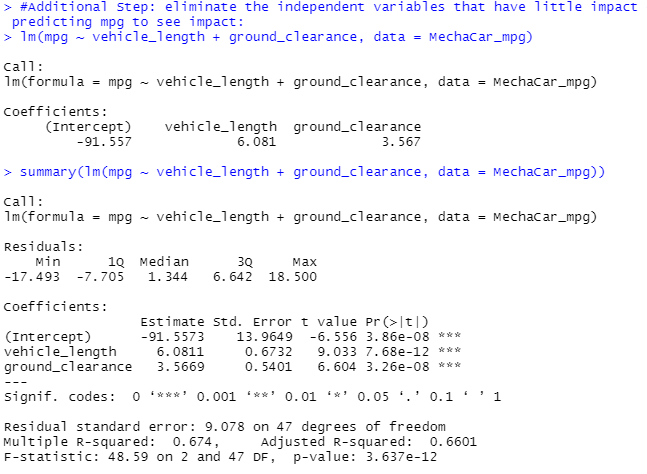 > #Additional Step: eliminate the independent variables that have little impact
 predicting mpg to see impact:
> lm(mpg ~ vehicle_length + ground_clearance, data = MechaCar_mpg)

Call:
lm(formula = mpg ~ vehicle_length + ground_clearance, data = MechaCar_mpg)

Coefficients:
     (Intercept)    vehicle_length  ground_clearance
         -91.557             6.081             3.567

> summary(lm(mpg ~ vehicle_length + ground_clearance, data = MechaCar_mpg))

Call:
lm(formula = mpg ~ vehicle_length + ground_clearance, data = MechaCar_mpg)

Residuals:
    Min      1Q  Median      3Q     Max
-17.493  -7.705   1.344   6.642  18.500

Coefficients:
                 Estimate Std. Error t value Pr(>|t|)
(Intercept)      -91.5573    13.9649  -6.556 3.86e-08 ***
vehicle_length     6.0811     0.6732   9.033 7.68e-12 ***
ground_clearance   3.5669     0.5401   6.604 3.26e-08 ***
---
Signif. codes:  0 ‘***’ 0.001 ‘**’ 0.01 ‘*’ 0.05 ‘.’ 0.1 ‘ ’ 1

Residual standard error: 9.078 on 47 degrees of freedom
Multiple R-squared:  0.674,     Adjusted R-squared:  0.6601
F-statistic: 48.59 on 2 and 47 DF,  p-value: 3.637e-12